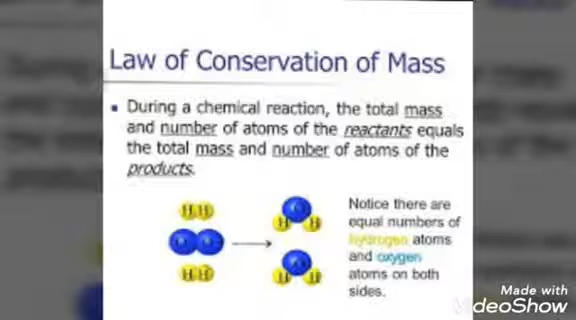 Law of Conservation of Mass
During a chemical reaction, the total mass
and number of atoms of the reactants equals
the total mass and number of atoms of the
products.
Notice there are
equal numbers of
hydrogen atoms
and oxygen
atoms on both
sides.
H H
H H
O O
H H
H H
H H
Made with
VideoShow